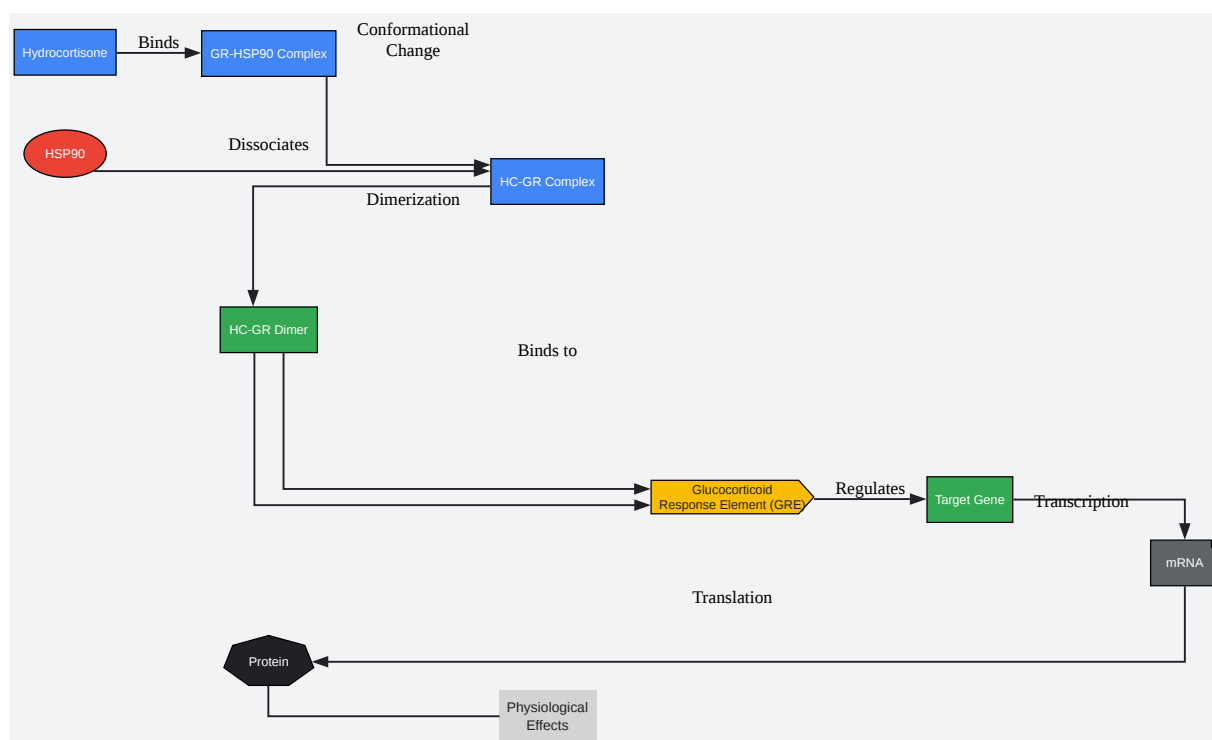 Hydrocortisone
Binds
GR-HSP90 Complex
Conformational
Change
HSP90
Dissociates
HC-GR Complex
Dimerization
HC-GR Dimer
Binds to
Glucocorticoid
Response Element (GRE)
Regulates
Target Gene
Transcription
mRNA
Translation
Protein
Physiological
Effects